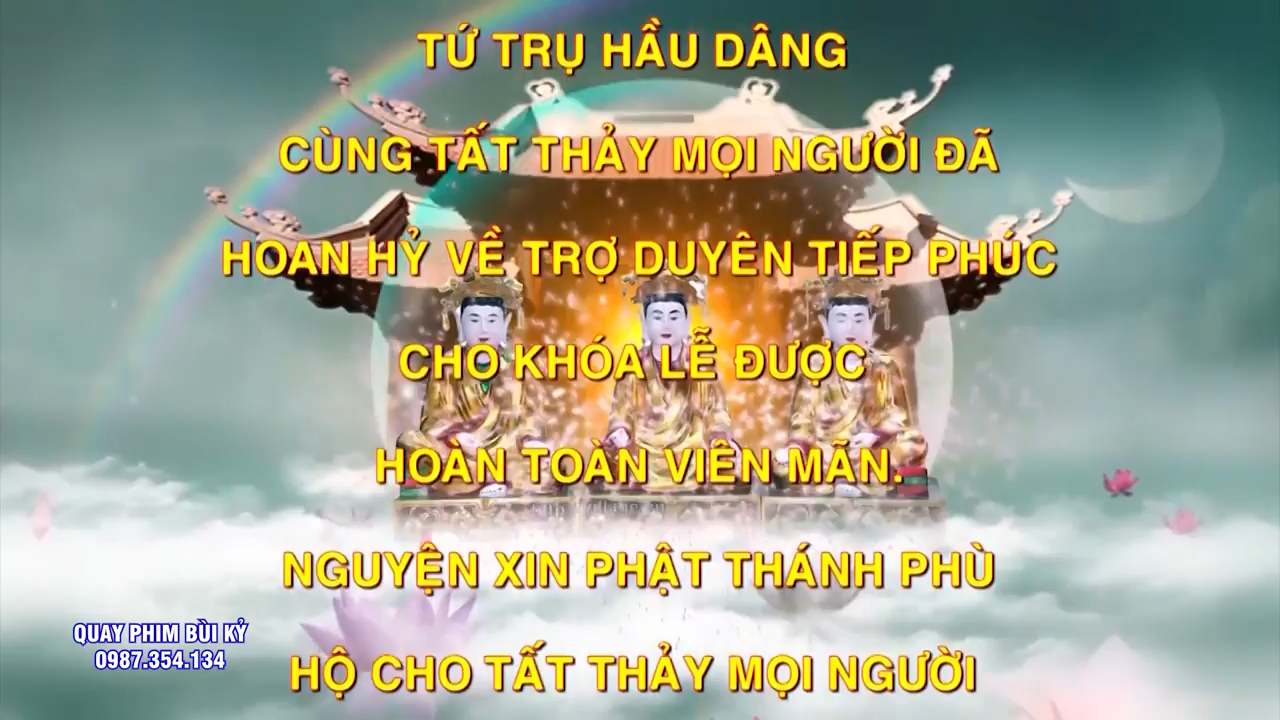 TỨ TRỤ HẦU DÂNG
CÙNG TẤT THẢY MỌI NGƯỜI ĐÃ
HOAN HỶ VỀ TRỢ DUYÊN TIẾP PHÚC
CHO KHÓA LỄ ĐƯỢC
HOÀN TOÀN VIÊN MÃN.
NGUYỆN XIN PHẬT THÁNH PHÙ
HỘ CHO TẤT THẢY MỌI NGƯỜI
QUAY PHIM BÙI KỶ
0987.354.134